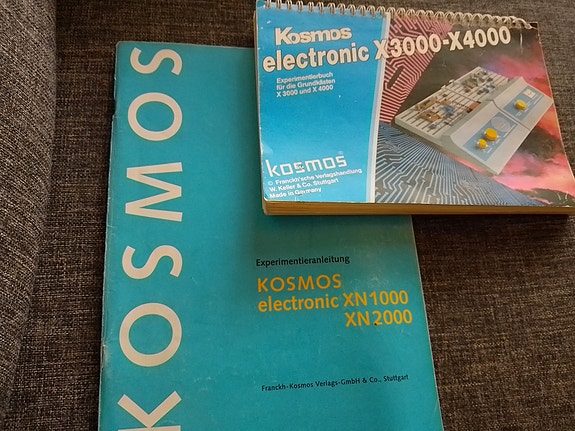 Kosmos
electronic X3000-X4000
Experimentierbuch
für die Grundkästen
X 3000 und X 4000
kosmos
© Franckh'sche Verlagshandlung
W. Keller & Co., Stuttgart
Made in Germany
KOSMOS
Experimentieranleitung
KOSMOS
electronic XN1000
XN2000
Franckh-Kosmos Verlags-GmbH & Co., Stuttgart